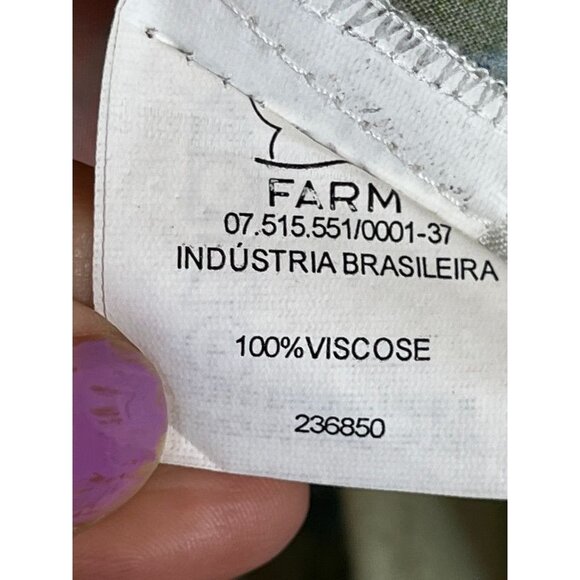 FARM
07.515.551/0001-37
INDÚSTRIA BRASILEIRA
100% VISCOSE
236850